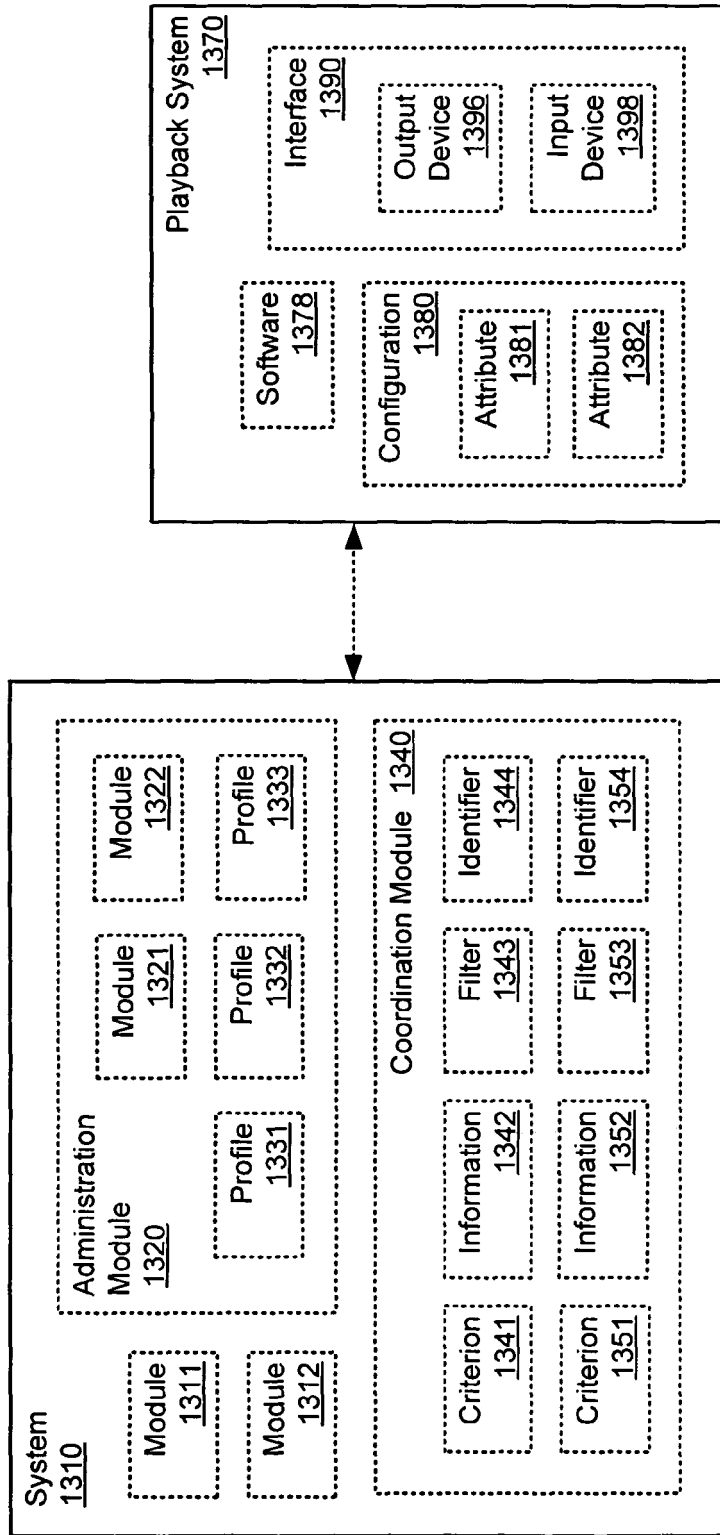 System
1310
Module
1311
Module
1312
Administration
Module
1320
Module
1321
Module
1322
Profile
1331
Profile
1332
Profile
1333
Coordination Module 1340
Criterion
1341
Information
1342
Filter
1343
Identifier
1344
Criterion
1351
Information
1352
Filter
1353
Identifier
1354
Playback System
1370
Software
1378
Configuration
1380
Attribute
1381
Attribute
1382
Interface
1390
Output
Device
1396
Input
Device
1398